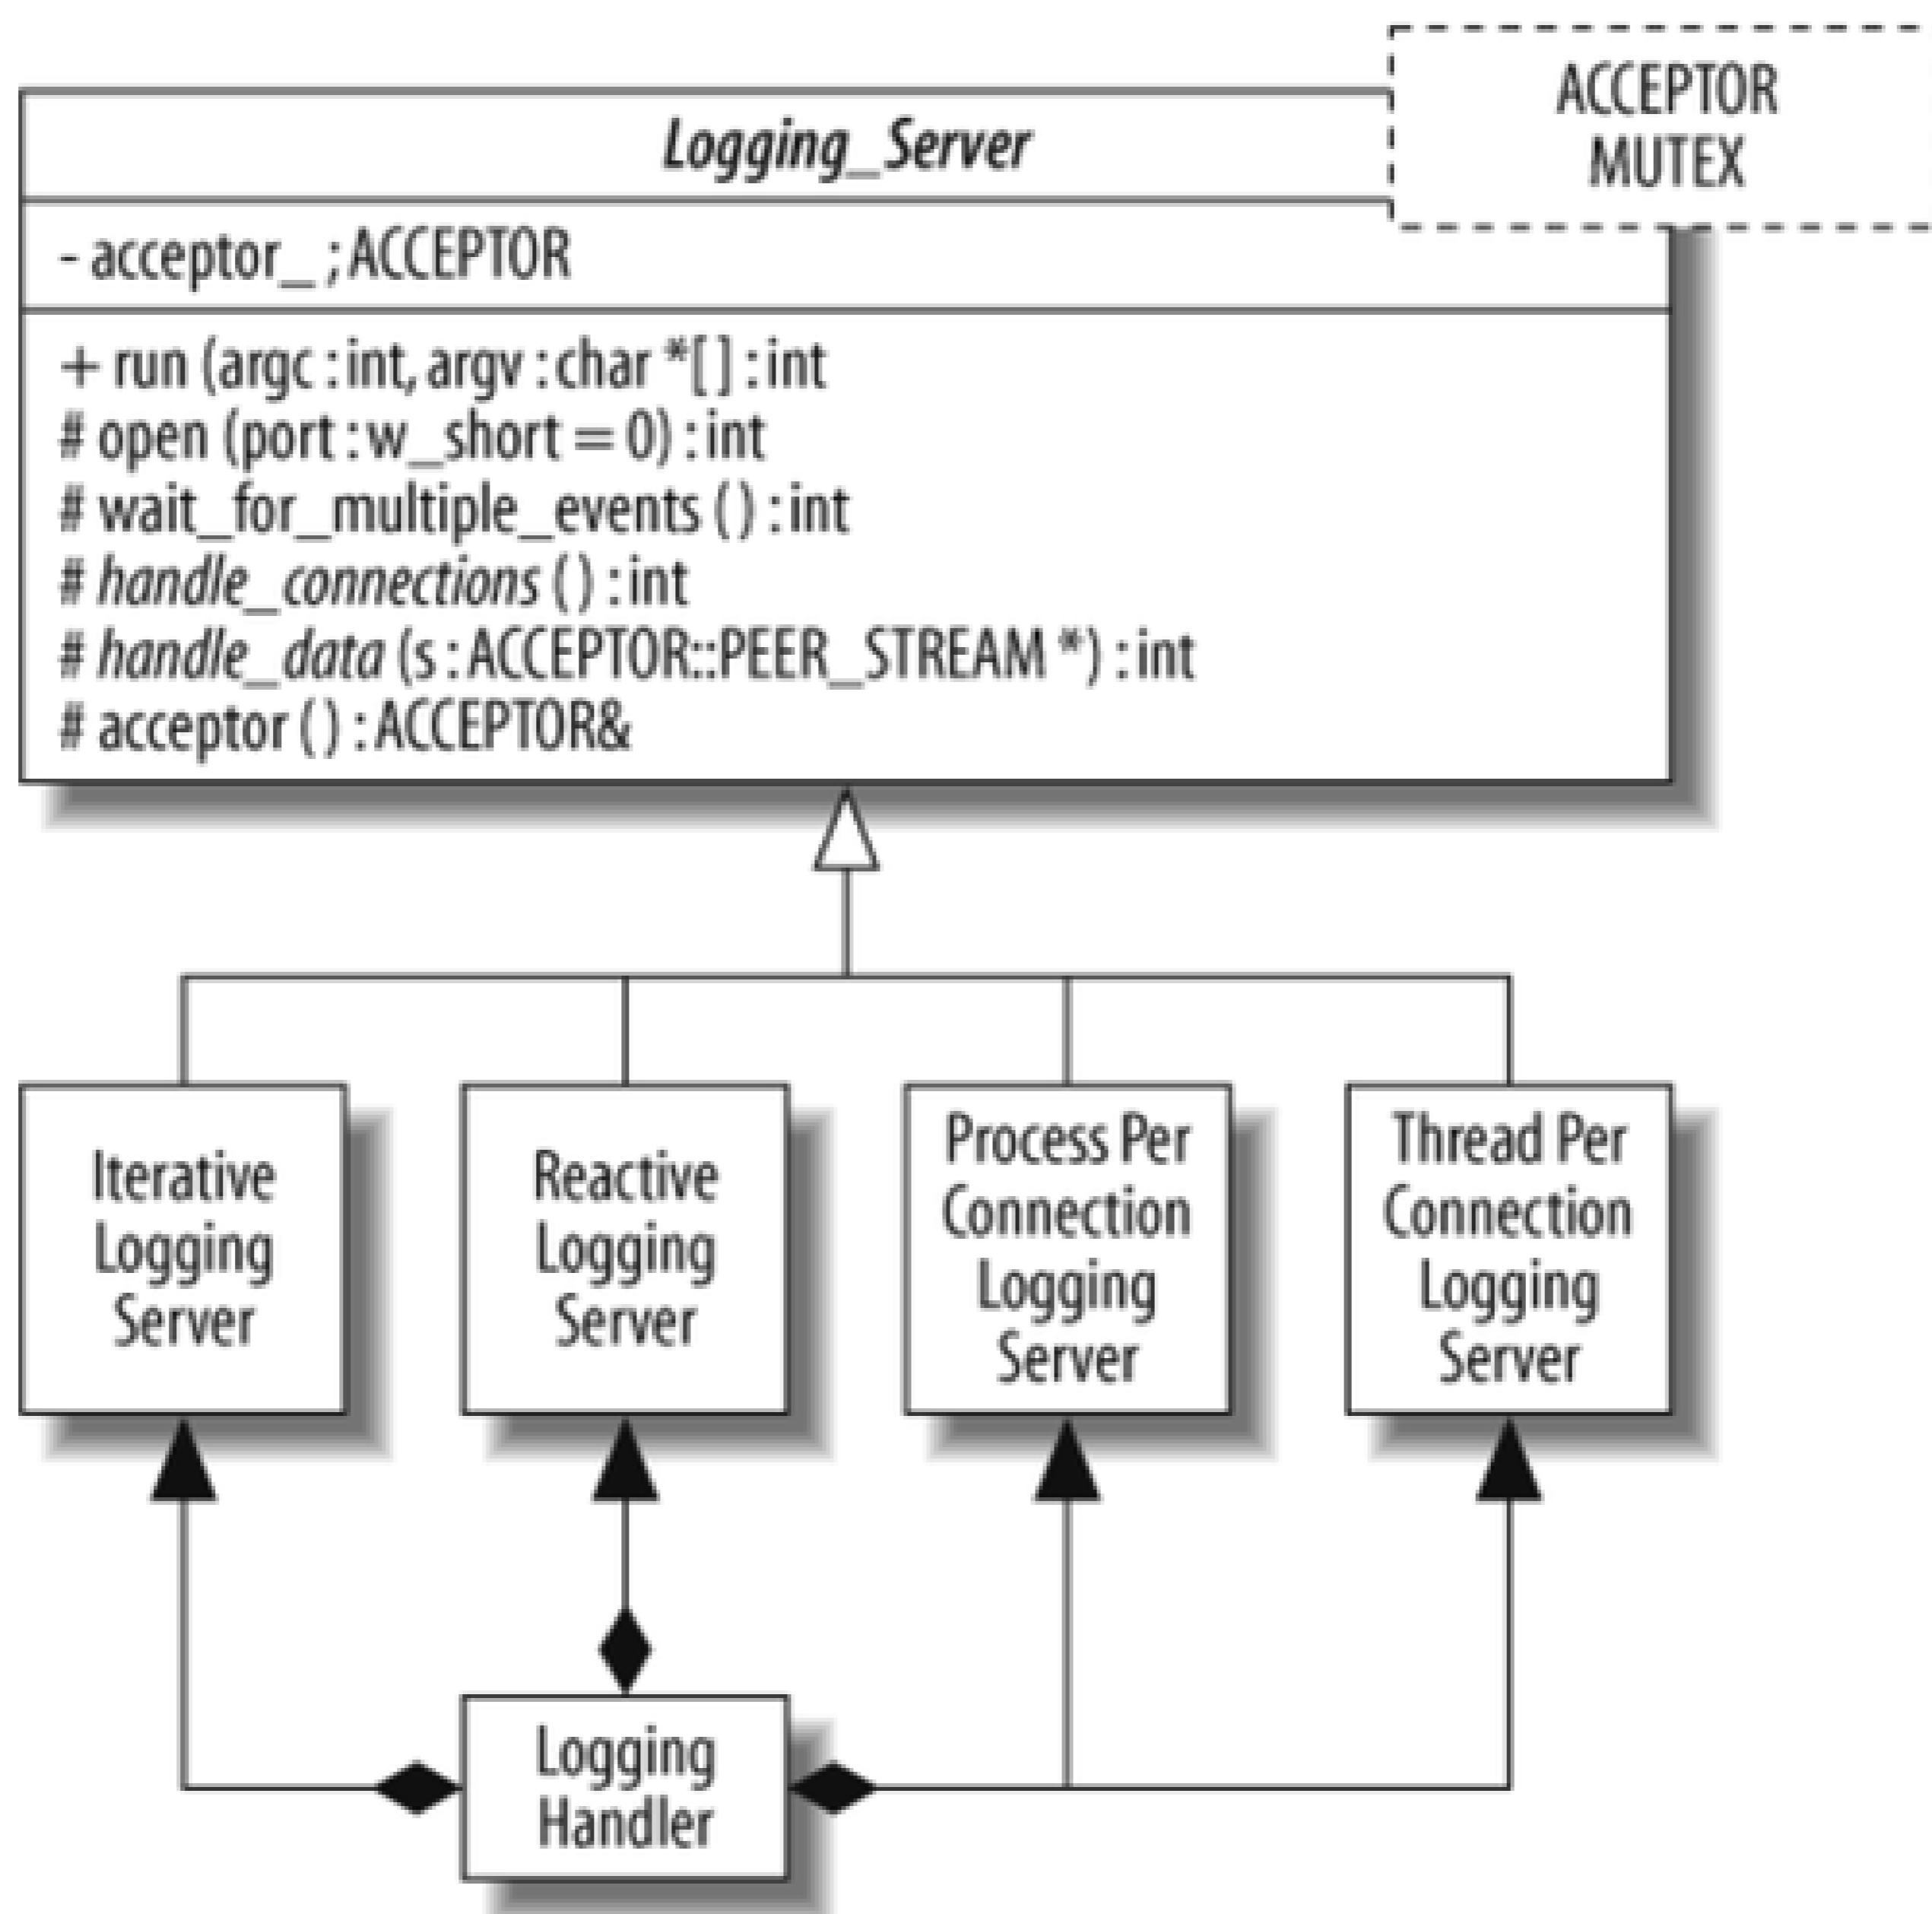 ACCEPTOR
MUTEX
Logging_Server
- acceptor_ ; ACCEPTOR
+ run (argc : int, argv : char *[ ] : int
# open (port : w_short = 0) : int
# wait_for_multiple_events ( ) : int
# handle_connections ( ) : int
# handle_data (s : ACCEPTOR::PEER_STREAM *) : int
# acceptor ( ) : ACCEPTOR&
Iterative
Logging
Server
Reactive
Logging
Server
Process Per
Connection
Logging
Server
Thread Per
Connection
Logging
Server
Logging
Handler